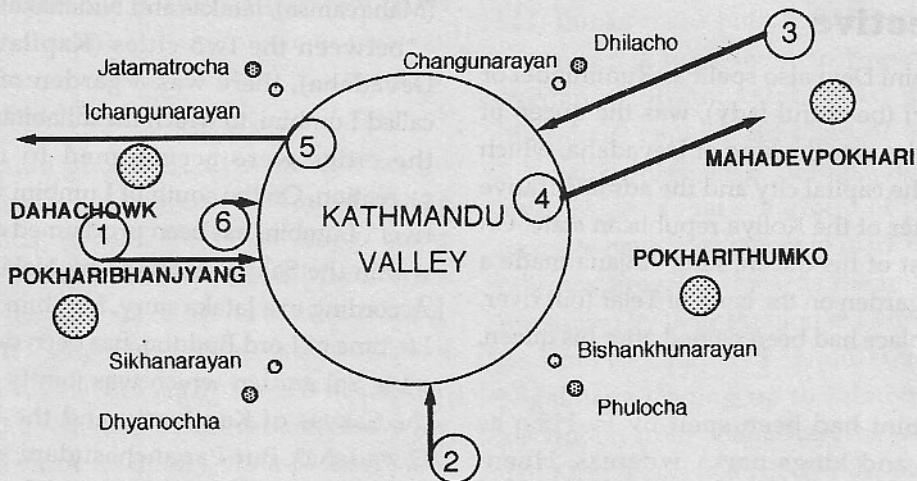 3
Dhilacho
Changunarayan
Jatamatrocha
Ichangunarayan
5
MAHADEVPOKHARI
4
DAHACHOWK
1
6
KATHMANDU
VALLEY
POKHARIBHANJYANG
POKHARITHUMKO
Sikhanarayan
Bishankhunarayan
Dhyanochha
Phulocha
2